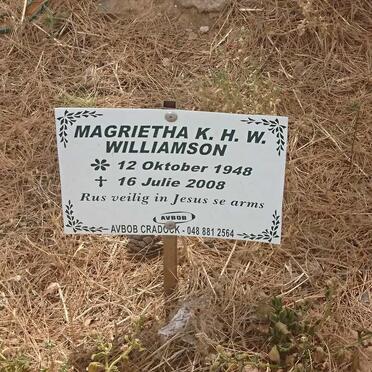 MAGRIETHA K. H. W.
WILLIAMSON
12 Oktober 1948
16 Julie 2008
Rus veilig in Jesus se arms
AVBOB
AVBOB CRADOCK - 048 881 2564